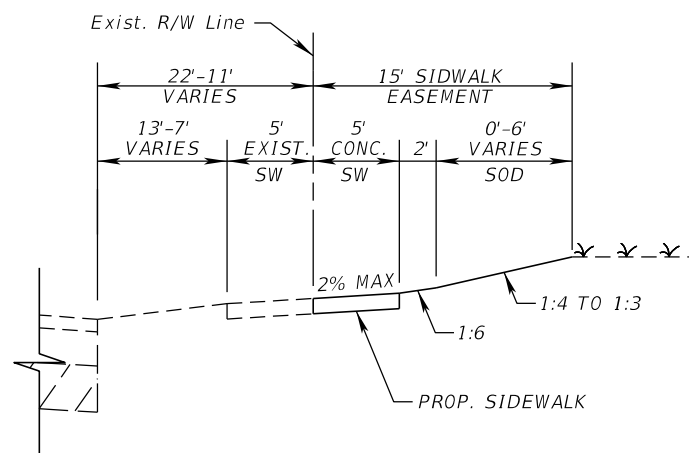 Exist. R/W Line
22'-11'
VARIES
15' SIDWALK
EASEMENT
13'-7'
VARIES
5'
EXIST.
SW
5'
CONC.
SW
2'
0'-6'
VARIES
SOD
2% MAX
1:4 TO 1:3
1:6
PROP. SIDEWALK